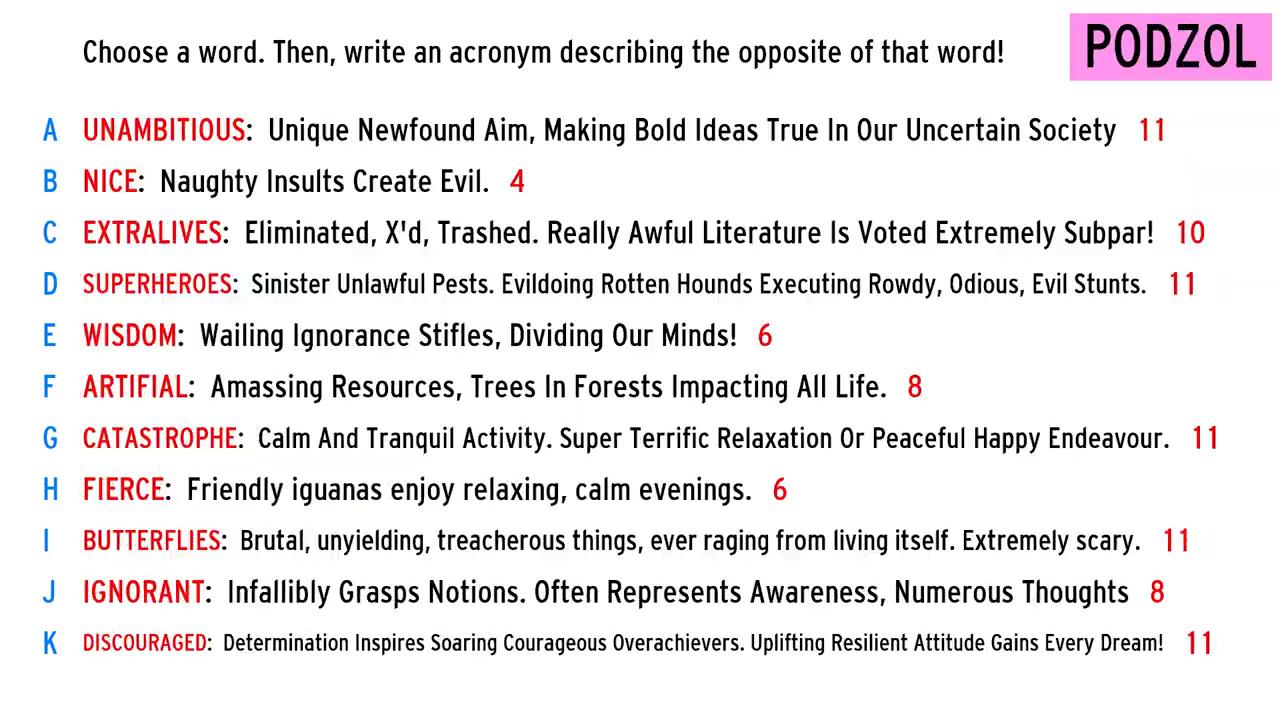 Choose a word. Then, write an acronym describing the opposite of that word!
PODZOL
A UNAMBITIOUS: Unique Newfound Aim, Making Bold Ideas True In Our Uncertain Society 11
B NICE: Naughty Insults Create Evil. 4
C EXTRALIVES: Eliminated, X'd, Trashed. Really Awful Literature Is Voted Extremely Subpar! 10
D SUPERHEROES: Sinister Unlawful Pests. Evildoing Rotten Hounds Executing Rowdy, Odious, Evil Stunts. 11
E WISDOM: Wailing Ignorance Stifles, Dividing Our Minds! 6
F ARTIFIAL: Amassing Resources, Trees In Forests Impacting All Life. 8
G CATASTROPHE: Calm And Tranquil Activity. Super Terrific Relaxation Or Peaceful Happy Endeavour. 11
H FIERCE: Friendly iguanas enjoy relaxing, calm evenings. 6
I BUTTERFLIES: Brutal, unyielding, treacherous things, ever raging from living itself. Extremely scary. 11
J IGNORANT: Infallibly Grasps Notions. Often Represents Awareness, Numerous Thoughts 8
K DISCOURAGED: Determination Inspires Soaring Courageous Overachievers. Uplifting Resilient Attitude Gains Every Dream! 11